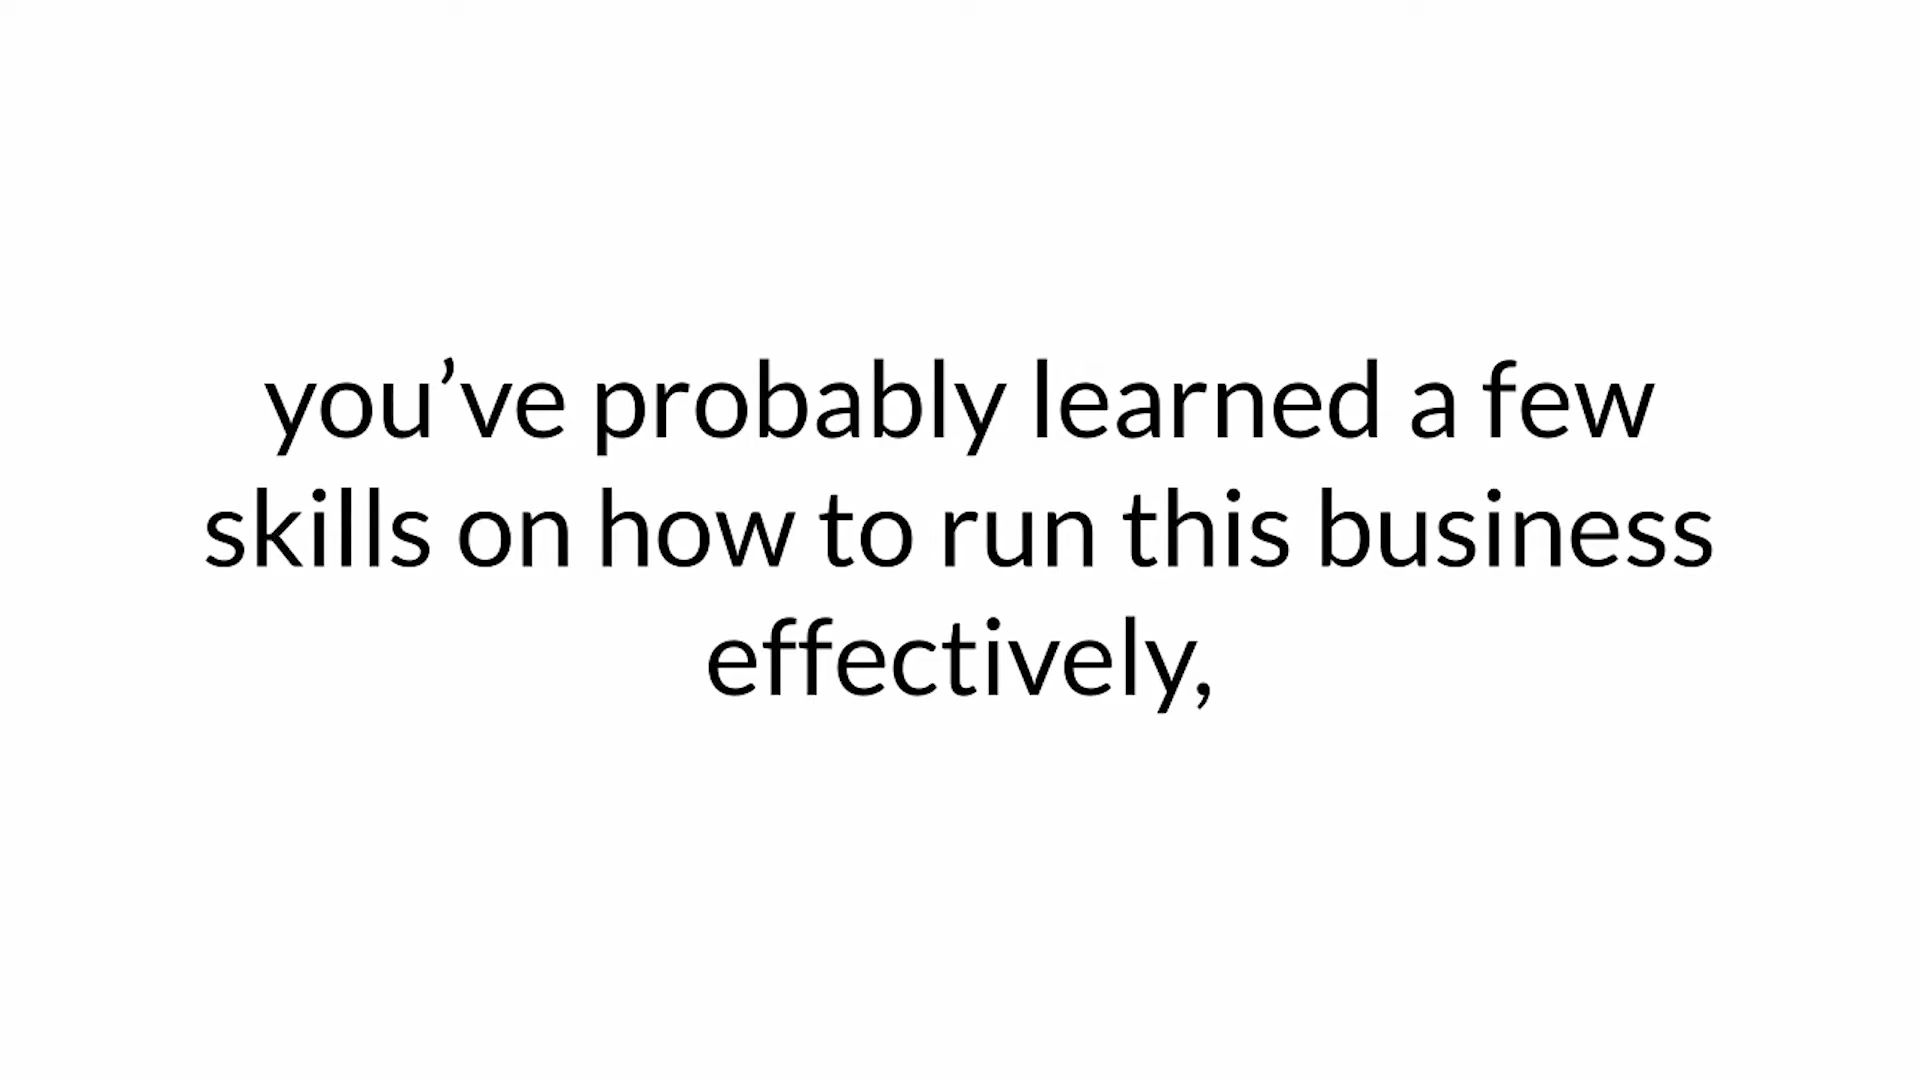 you’ve probably learned a few
skills on how to run this business
effectively,